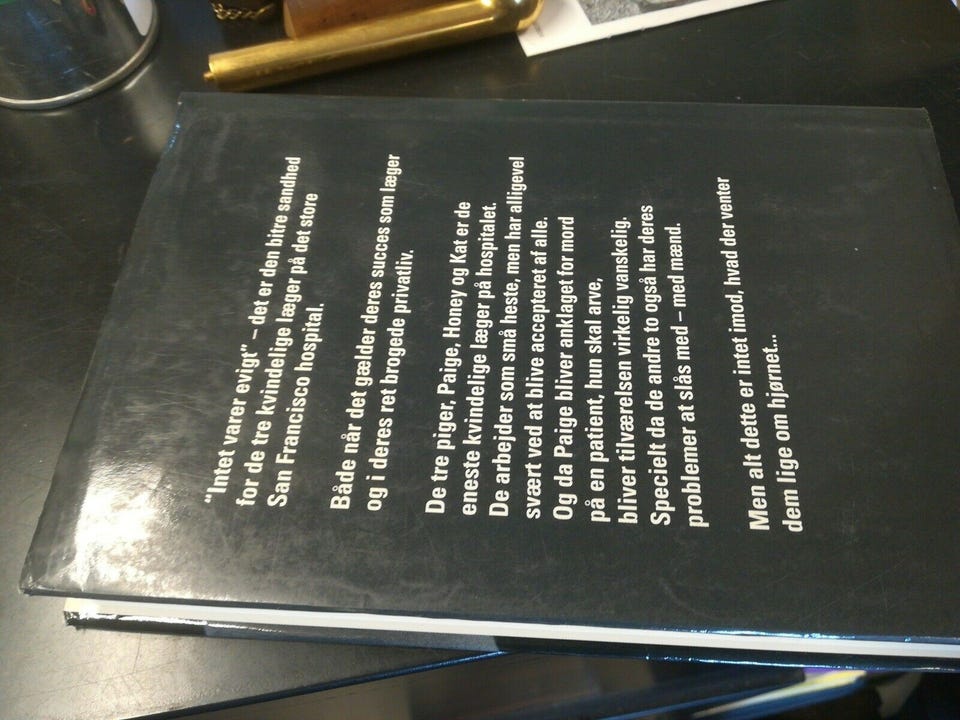 "Intet varer evigt" – det er den bitre sandhed
for de tre kvindelige læger på det store
San Francisco hospital.
Både når det gælder deres succes som læger
og i deres ret brogede privatliv.
De tre piger, Paige, Honey og Kat er de
eneste kvindelige læger på hospitalet.
De arbejder som små heste, men har alligevel
svært ved at blive accepteret af alle.
Og da Paige bliver anklaget for mord
på en patient, hun skal arve,
bliver tilværelsen virkelig vanskelig.
Specielt da de andre to også har deres
problemer at slås med – med mænd.
Men alt dette er intet imod, hvad der venter
dem lige om hjørnet...